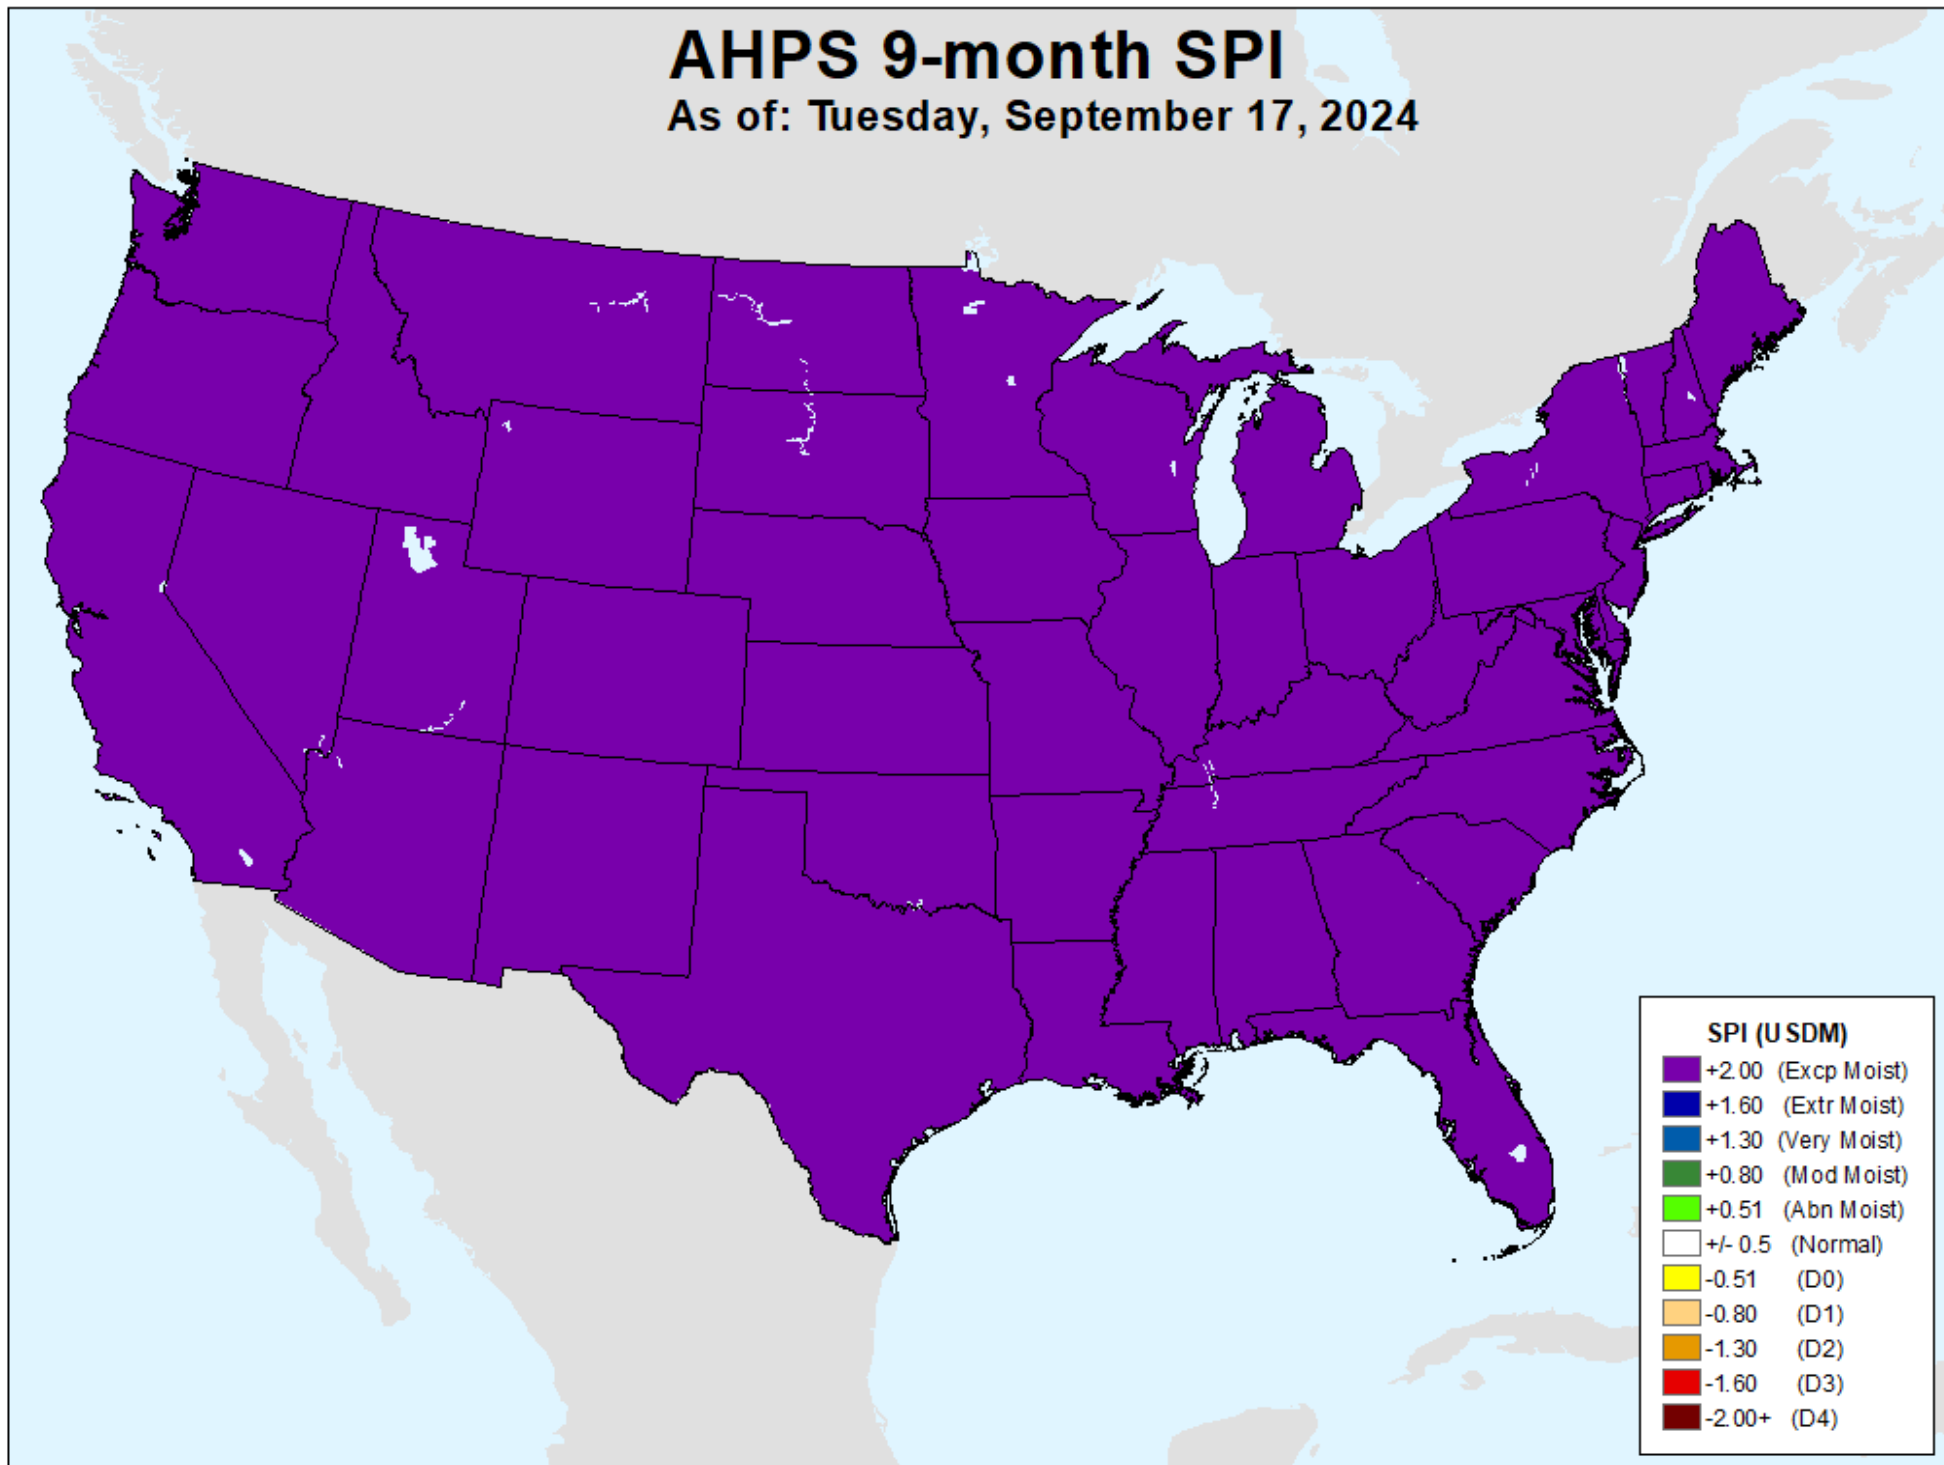 AHPS 9-month SPI
As of: Tuesday, September 17, 2024
SPI (USDM)
+2.00 (Excp Moist)
+1.60 (Extr Moist)
+1.30 (Very Moist)
+0.80 (Mod Moist)
+0.51 (Abn Moist)
+/- 0.5 (Normal)
-0.51 (D0)
-0.80 (D1)
-1.30 (D2)
-1.60 (D3)
-2.00+ (D4)